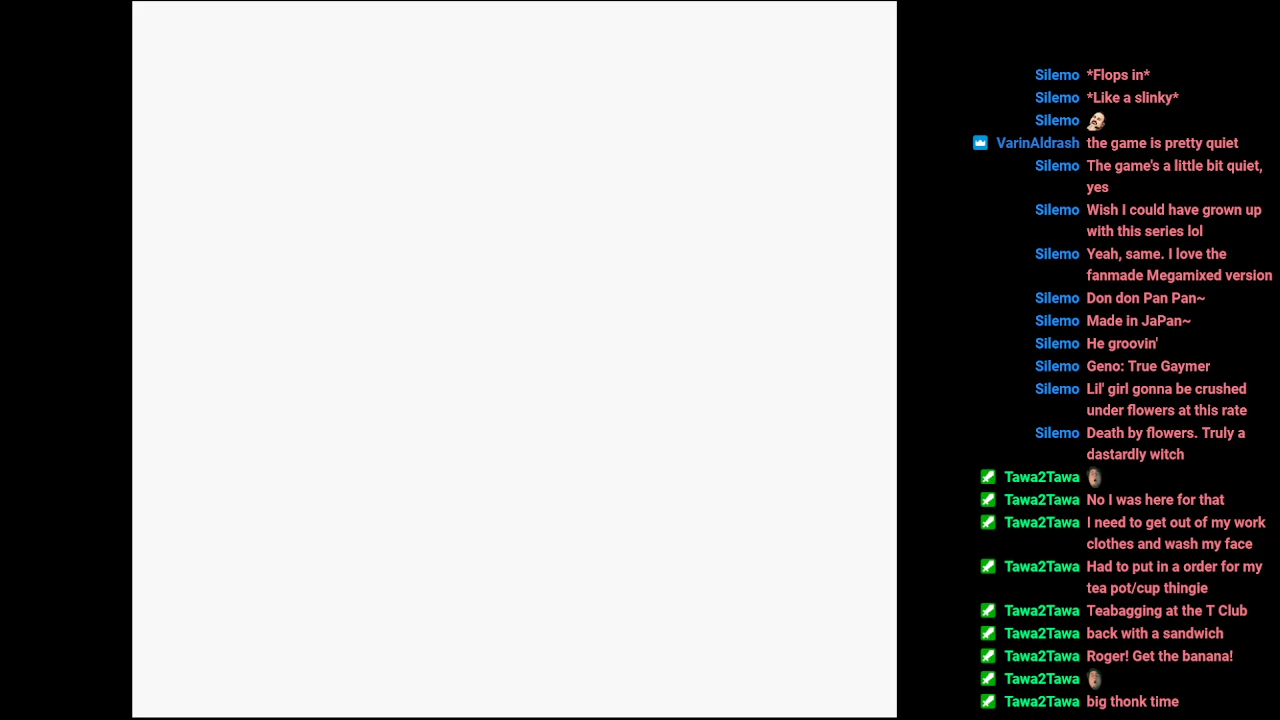 Silemo *Flops in*
Silemo *Like a slinky*
Silemo
VarinAldrash the game is pretty quiet
Silemo The game's a little bit quiet,
yes
Silemo Wish I could have grown up
with this series lol
Silemo Yeah, same. I love the
fanmade Megamixed version
Silemo Don don Pan Pan~
Silemo Made in JaPan~
Silemo He groovin'
Silemo Geno: True Gaymer
Silemo Lil' girl gonna be crushed
under flowers at this rate
Silemo Death by flowers. Truly a
dastardly witch
Tawa2Tawa
Tawa2Tawa No I was here for that
Tawa2Tawa I need to get out of my work
clothes and wash my face
Tawa2Tawa Had to put in a order for my
tea pot/cup thingie
Tawa2Tawa Teabagging at the T Club
Tawa2Tawa back with a sandwich
Tawa2Tawa Roger! Get the banana!
Tawa2Tawa
Tawa2Tawa big thonk time